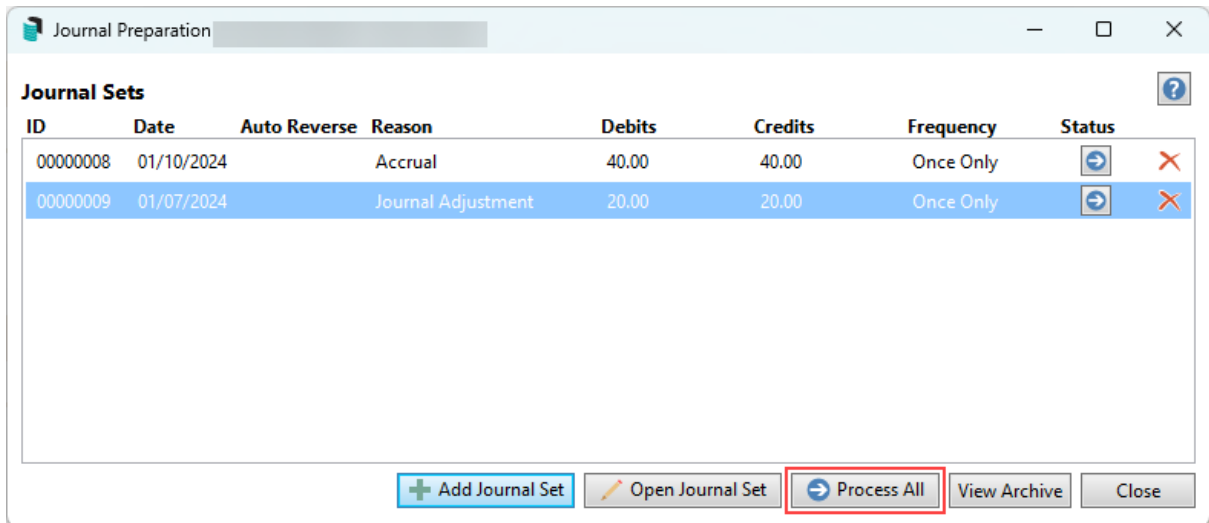 Journal Preparation
Journal Sets
ID Date Auto Reverse Reason Debits Credits Frequency Status
00000008 01/10/2024 Accrual 40.00 40.00 Once Only
00000009 01/07/2024 Journal Adjustment 20.00 20.00 Once Only
Add Journal Set Open Journal Set Process All View Archive Close